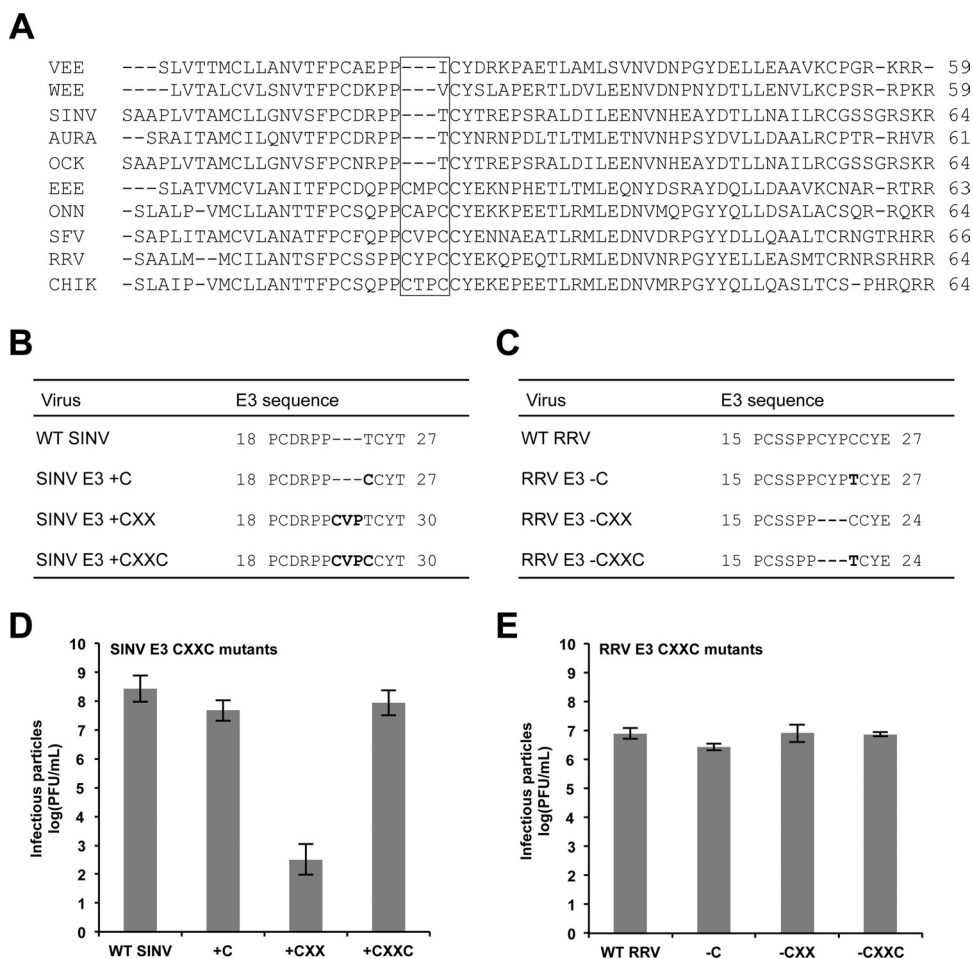 A
VEE ---SLVTTMCLLANVTFPCAEPP---ICYDRKPAETLAMLSVNVDNPGYDELLEAAVKCPGR-KRR- 59
WEE ----LVTALCVLSNVTFPCDKPP---VCYSLAPERTLDVLEENVDNPNYDTLLENVLKCPSR-RPKR 59
SINV SAAPLVTAMCLLGNVSFPCDRPP---TCYTREPSRALDILEENVNHEAYDTLLNAILRCGSSGRSKR 64
AURA --SRAITAMCILQNVTFPCDRPP---TCYNRNPDLTLTMLETNVNHPSYDVLLDAALRCPTR-RHVR 61
OCK SAAPLVTAMCLLGNVSFPCNRPP---TCYTREPSRALDILEENVNHEAYDTLLNAILRCGSSGRSKR 64
EEE ---SLATVMCVLANITFPCDQPPCMPCCYEKNPHETLTMLEQNYDSRAYDQLLDAAVKCNAR-RTRR 63
ONN -SLALP-VMCLLANTTFPCSQPPCAPCCYEKKPEETLRMLEDNVMQPGYYQLLDSALACSQR-RQKR 64
SFV -SAPLITAMCVLANATFPCFQPPCVPCCYENNAEATLRMLEDNVDRPGYYDLLQAALTCRNGTRHRR 66
RRV -SAALM--MCILANTSFPCSSPPCYPCCYEKQPEQTLRMLEDNVNRPGYYELLEASMTCRNRSRHRR 64
CHIK -SLAIP-VMCLLANTTFPCSQPPCTPCCYEKEPEETLRMLEDNVMRPGYYQLLQASLTCS-PHRQRR 64
B
Virus E3 sequence
WT SINV 18 PCDRPP---TCYT 27
SINV E3 +C 18 PCDRPP---CCYT 27
SINV E3 +CXX 18 PCDRPPCVPTCYT 30
SINV E3 +CXXC 18 PCDRPPCVPCCYT 30
C
Virus E3 sequence
WT RRV 15 PCSSPPCYPCCYE 27
RRV E3 -C 15 PCSSPPCYPTCYE 27
RRV E3 -CXX 15 PCSSPP---CCYE 24
RRV E3 -CXXC 15 PCSSPP---TCYE 24
D
SINV E3 CXXC mutants
Infectious particles
log(PFU/mL)
10
9
8
7
6
5
4
3
2
1
0
WT SINV +C +CXX +CXXC
E
RRV E3 CXXC mutants
Infectious particles
log(PFU/mL)
10
9
8
7
6
5
4
3
2
1
0
WT RRV -C -CXX -CXXC